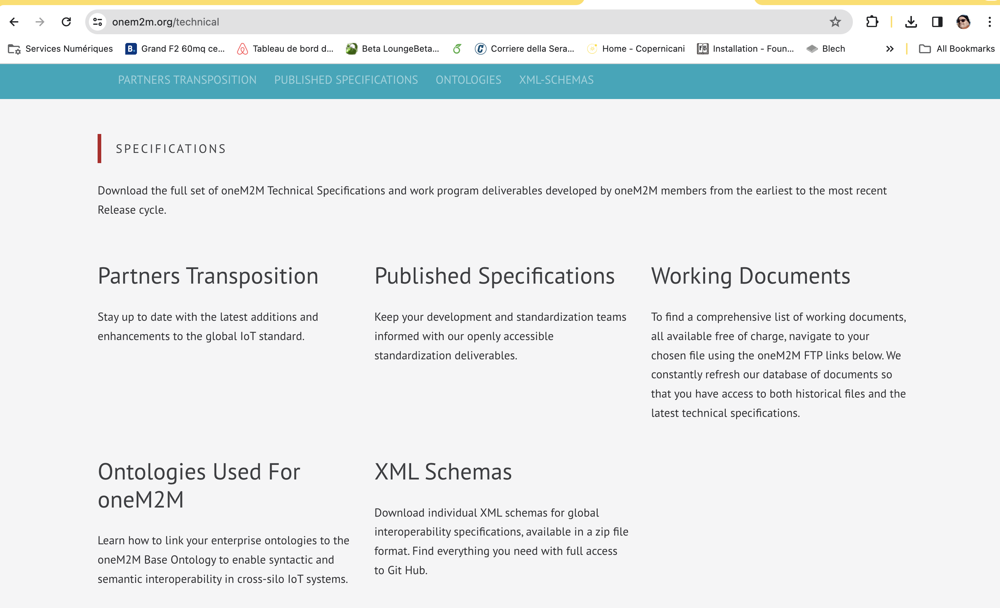 onem2m.org/technical
Services Numériques B. Grand F2 60mq ce... Tableau de bord d... Beta LoungeBeta... C Corriere della Sera... Home - Copernicani FB Installation - Foun... Blech All Bookmarks
PARTNERS TRANSPOSITION PUBLISHED SPECIFICATIONS ONTOLOGIES XML-SCHEMAS
SPECIFICATIONS
Download the full set of oneM2M Technical Specifications and work program deliverables developed by oneM2M members from the earliest to the most recent
Release cycle.
Partners Transposition
Stay up to date with the latest additions and
enhancements to the global IoT standard.
Published Specifications
Keep your development and standardization teams
informed with our openly accessible
standardization deliverables.
Working Documents
To find a comprehensive list of working documents,
all available free of charge, navigate to your
chosen file using the oneM2M FTP links below. We
constantly refresh our database of documents so
that you have access to both historical files and the
latest technical specifications.
Ontologies Used For
oneM2M
Learn how to link your enterprise ontologies to the
oneM2M Base Ontology to enable syntactic and
semantic interoperability in cross-silo IoT systems.
XML Schemas
Download individual XML schemas for global
interoperability specifications, available in a zip file
format. Find everything you need with full access
to Git Hub.